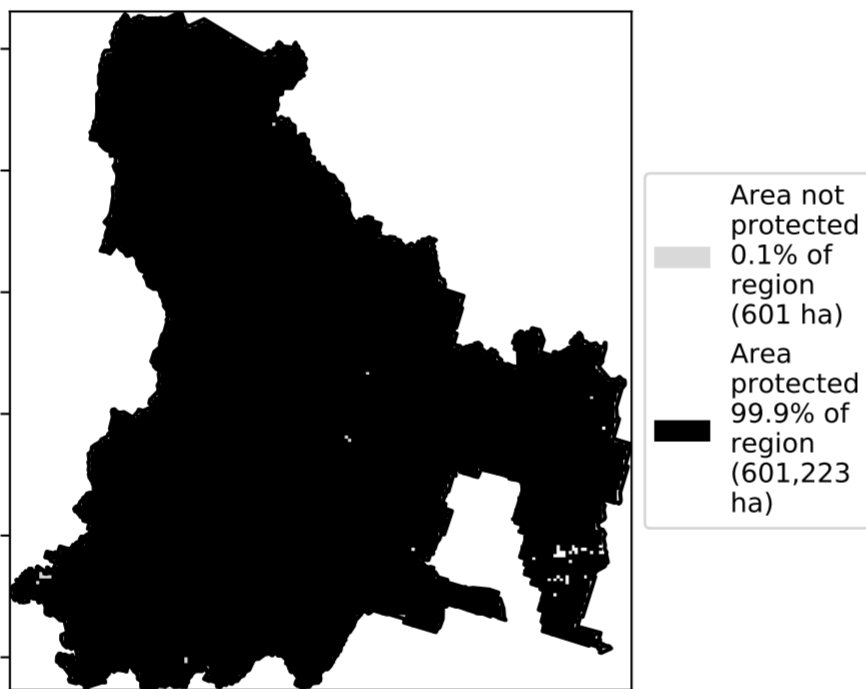 Area not
protected
0.1% of
region
(601 ha)
Area
protected
99.9% of
region
(601,223
ha)